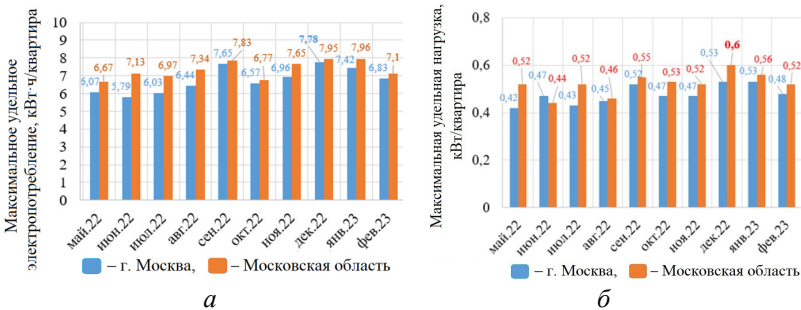 Максимальное удельное
электропотребление, кВт·ч/квартира
10
9
8
7
6
5
4
3
2
1
0
6,07
6,67
5,79
7,13
6,03
6,97
6,44
7,34
7,65
7,83
6,57
6,77
6,96
7,65
7,78
7,95
7,42
7,96
6,83
7,1
май.22
июн.22
июл.22
авг.22
сен.22
окт.22
ноя.22
дек.22
янв.23
фев.23
– г. Москва, – Московская область
а
Максимальная удельная нагрузка,
кВт/квартира
0,8
0,6
0,4
0,2
0
0,42
0,52
0,47
0,44
0,43
0,52
0,45
0,46
0,52
0,55
0,47
0,53
0,47
0,52
0,53
0,6
0,53
0,56
0,48
0,52
май.22
июн.22
июл.22
авг.22
сен.22
окт.22
ноя.22
дек.22
янв.23
фев.23
– г. Москва, – Московская область
б